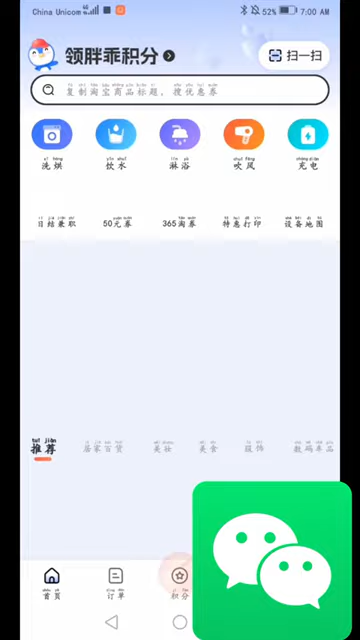 China Unicom 52% 7:00 AM
领胖乖积分 扫一扫
复制淘宝商品标题，搜优惠券
洗烘 饮水 淋浴 吹风 充电
日结兼职 50元券 365淘券 特惠打印 设备地图
推荐 居家百货 美妆 美食 服饰 数码单品
首页 订单 积分